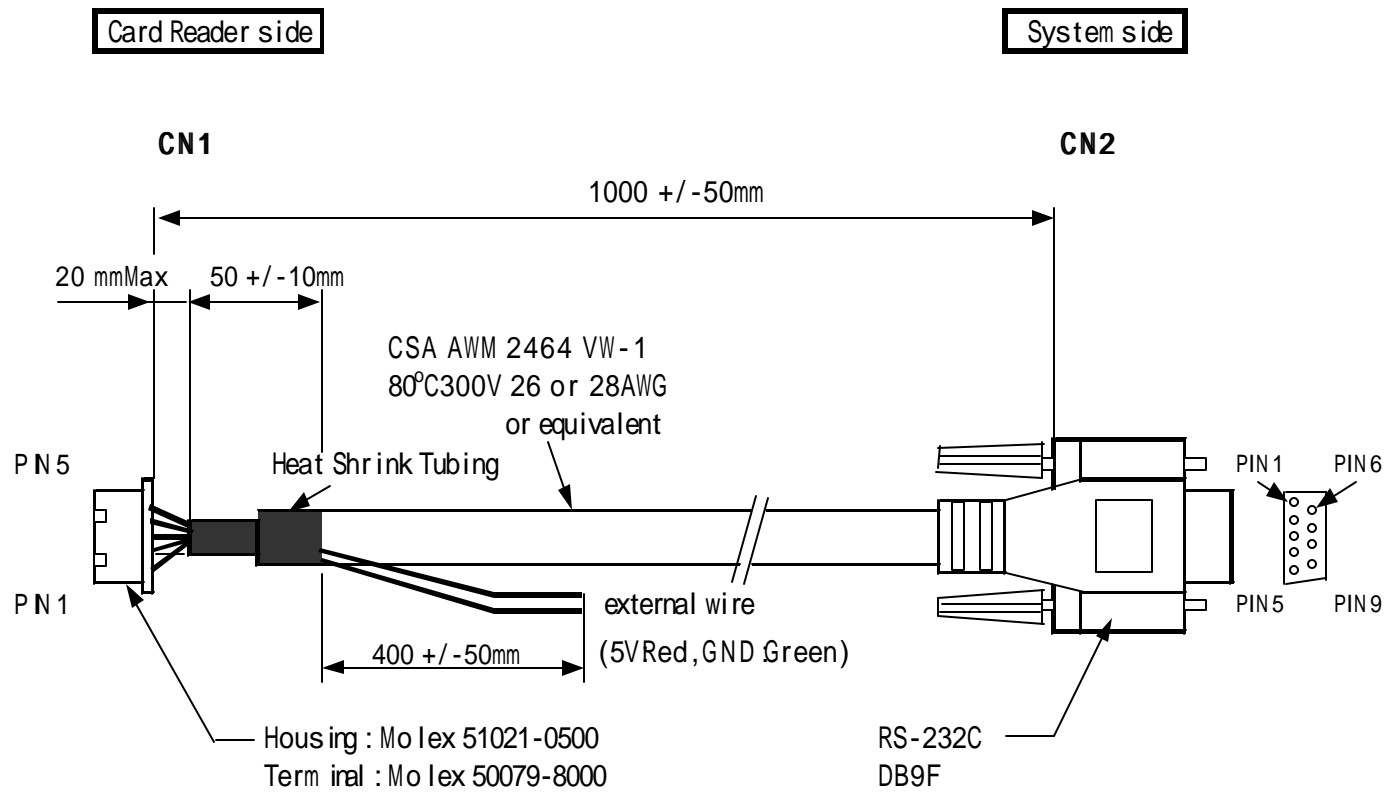 Card Reader side
System side
CN1
CN2
1000 +/-50mm
20 mmMax
50 +/-10mm
CSA AWM 2464 VW-1
80°C300V 26 or 28AWG
or equivalent
Heat Shrink Tubing
PIN5
PIN1
PIN6
PIN1
external wire
PIN5
PIN9
400 +/-50mm
(5VRed,GND:Green)
Housing : Molex 51021-0500
Terminal : Molex 50079-8000
RS-232C
DB9F